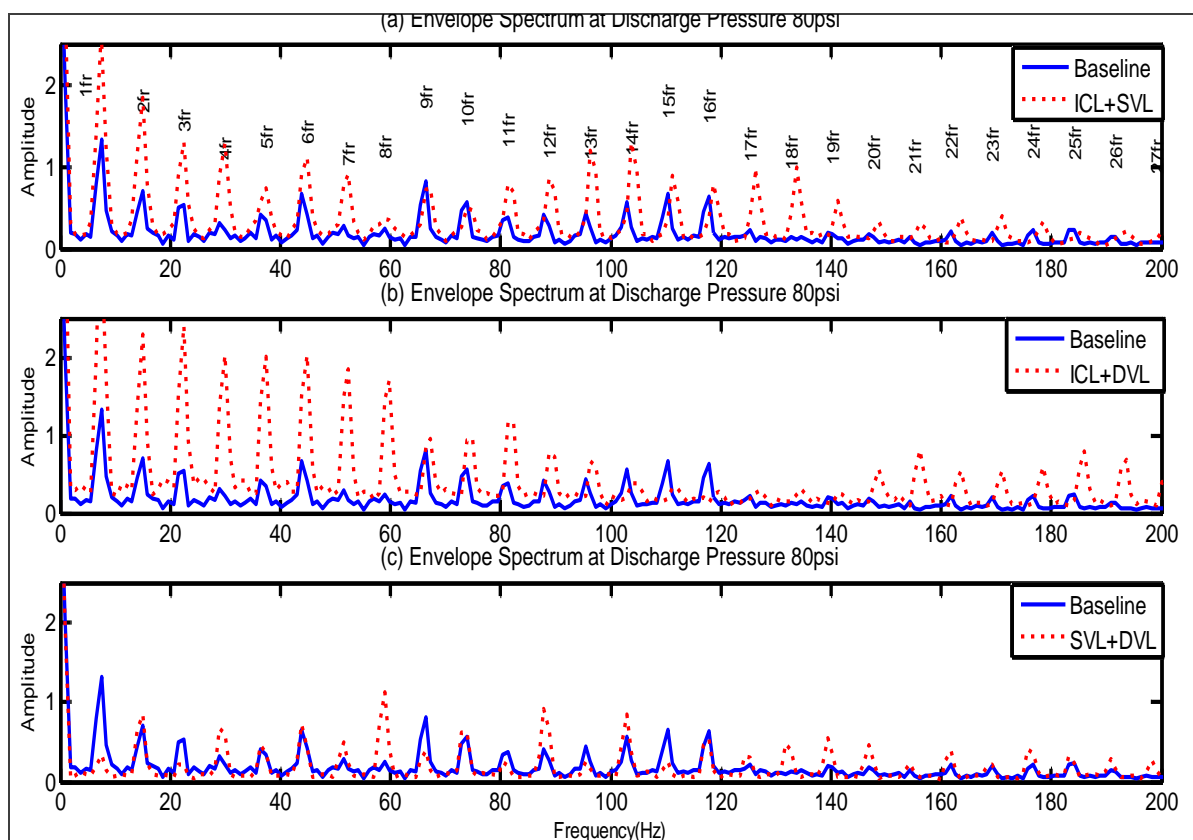 (a) Envelope Spectrum at Discharge Pressure 80psi
Amplitude
2
1
0
1fr
2fr
3fr
4fr
5fr
6fr
7fr
8fr
9fr
10fr
11fr
12fr
13fr
14fr
15fr
16fr
17fr
18fr
19fr
20fr
21fr
22fr
23fr
24fr
25fr
26fr
27fr
Baseline
ICL+SVL
0 20 40 60 80 100 120 140 160 180 200
(b) Envelope Spectrum at Discharge Pressure 80psi
Amplitude
2
1
0
Baseline
ICL+DVL
0 20 40 60 80 100 120 140 160 180 200
(c) Envelope Spectrum at Discharge Pressure 80psi
Amplitude
2
1
0
Baseline
SVL+DVL
0 20 40 60 80 100 120 140 160 180 200
Frequency(Hz)